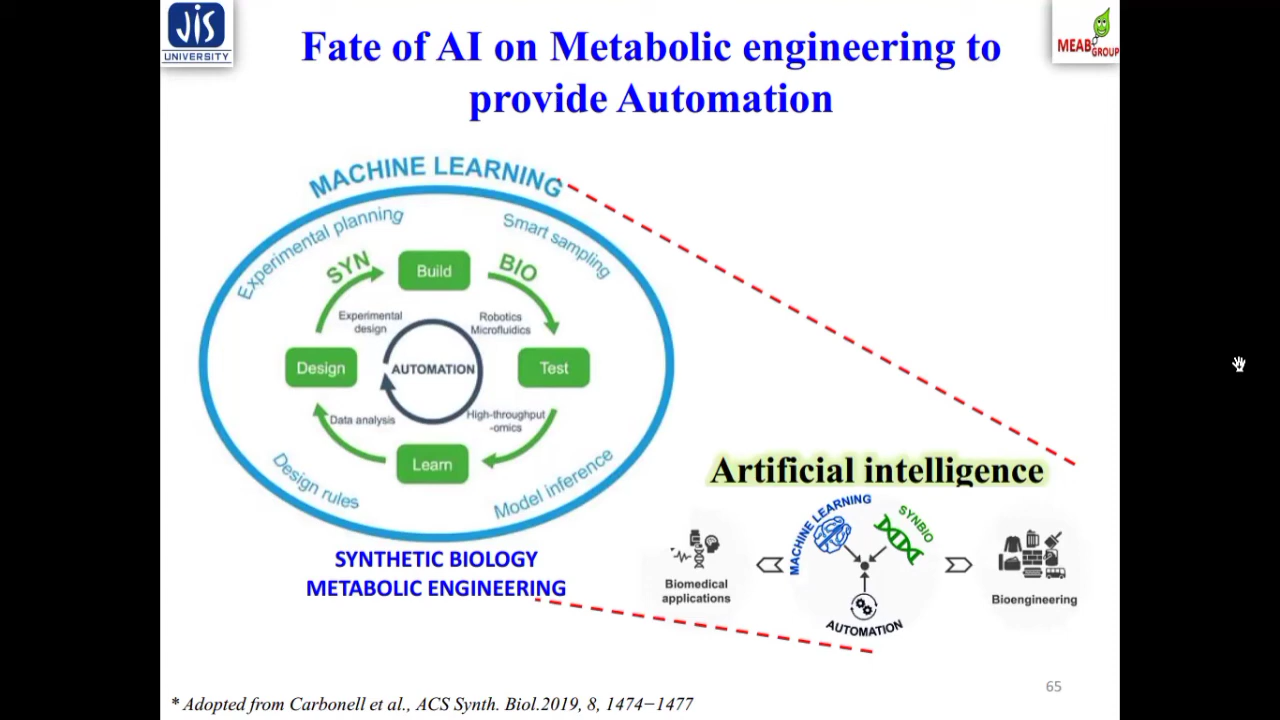 JIS
UNIVERSITY
MEAB
GROUP
Fate of AI on Metabolic engineering to
provide Automation
MACHINE LEARNING
Experimental planning
Smart sampling
SYN
Build
BIO
Experimental
design
Robotics
Microfluidics
Design
AUTOMATION
Test
Data analysis
High-throughput
-omics
Learn
Design rules
Model inference
SYNTHETIC BIOLOGY
METABOLIC ENGINEERING
Artificial intelligence
MACHINE LEARNING
SYNBIO
Biomedical
applications
Bioengineering
AUTOMATION
65
* Adopted from Carbonell et al., ACS Synth. Biol.2019, 8, 1474−1477